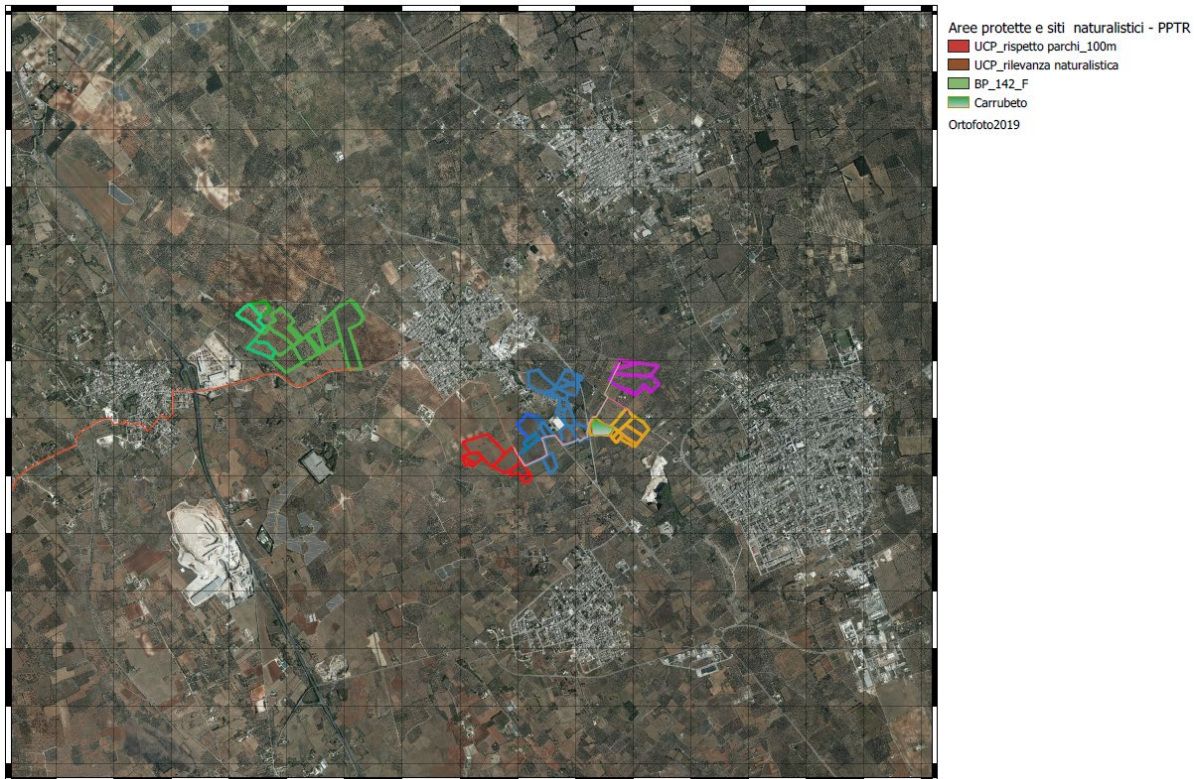 Aree protette e siti naturalistici - PPTR
UCP_rispetto parchi_100m
UCP_rilevanza naturalistica
BP_142_F
Carrubeto
Ortofoto2019